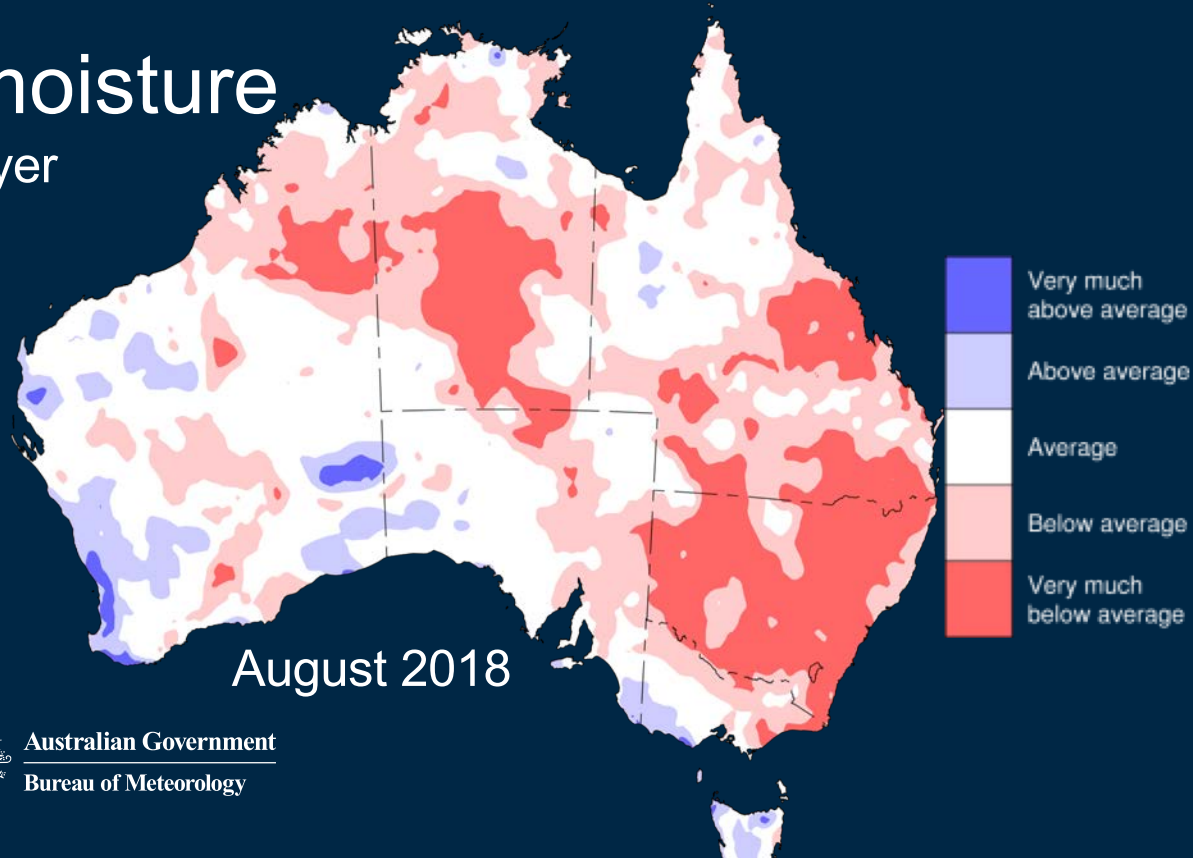 noisture
yer
Very much
above average
Above average
Average
Below average
Very much
below average
August 2018
Australian Government
Bureau of Meteorology